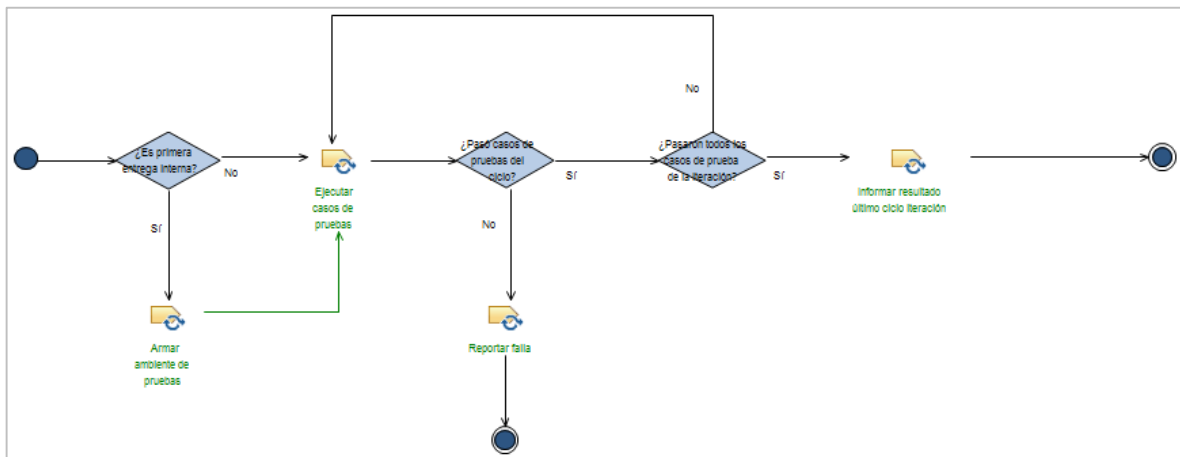 No
¿Es primera
entrega interna?
No
Sí
Ejecutar
casos de
pruebas
¿Pasó casos de
pruebas del
ciclo?
Sí
No
¿Pasaron todos los
casos de prueba
de la iteración?
Sí
Informar resultado
último ciclo iteración
Armar
ambiente de
pruebas
Reportar falla